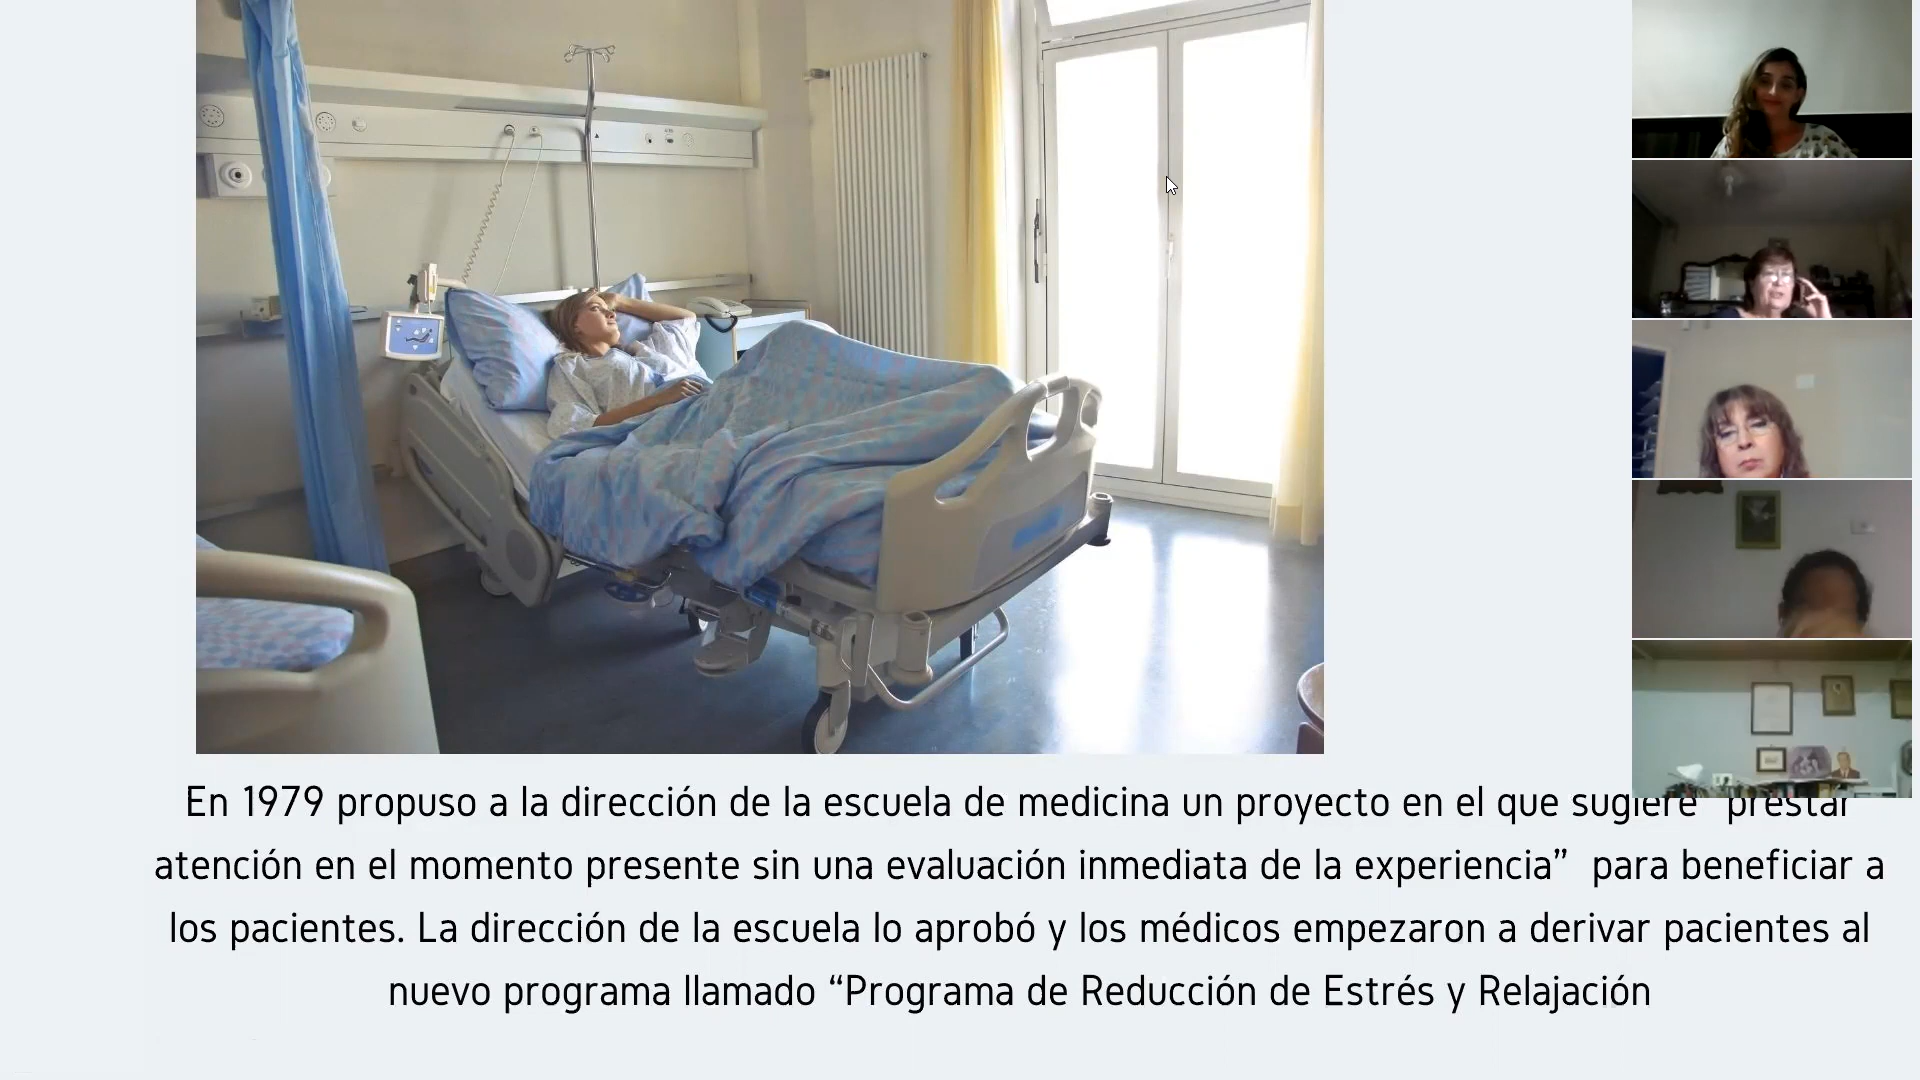 En 1979 propuso a la dirección de la escuela de medicina un proyecto en el que sugiere “prestar
atención en el momento presente sin una evaluación inmediata de la experiencia” para beneficiar a
los pacientes. La dirección de la escuela lo aprobó y los médicos empezaron a derivar pacientes al
nuevo programa llamado “Programa de Reducción de Estrés y Relajación